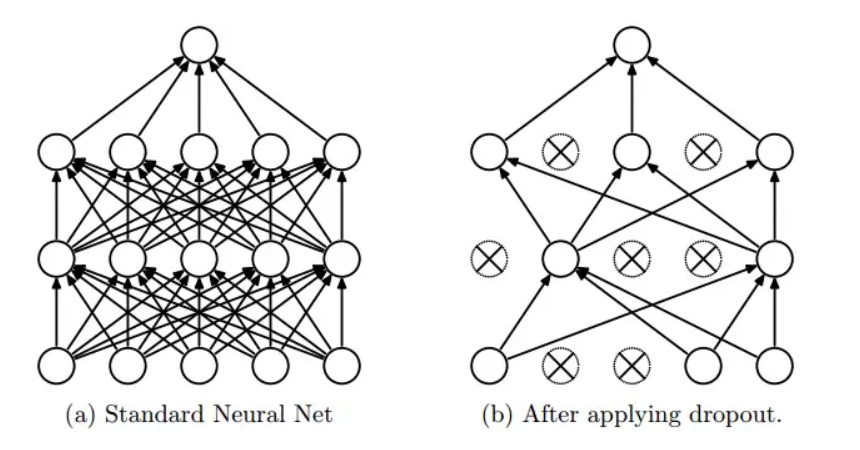 (a) Standard Neural Net
(b) After applying dropout.